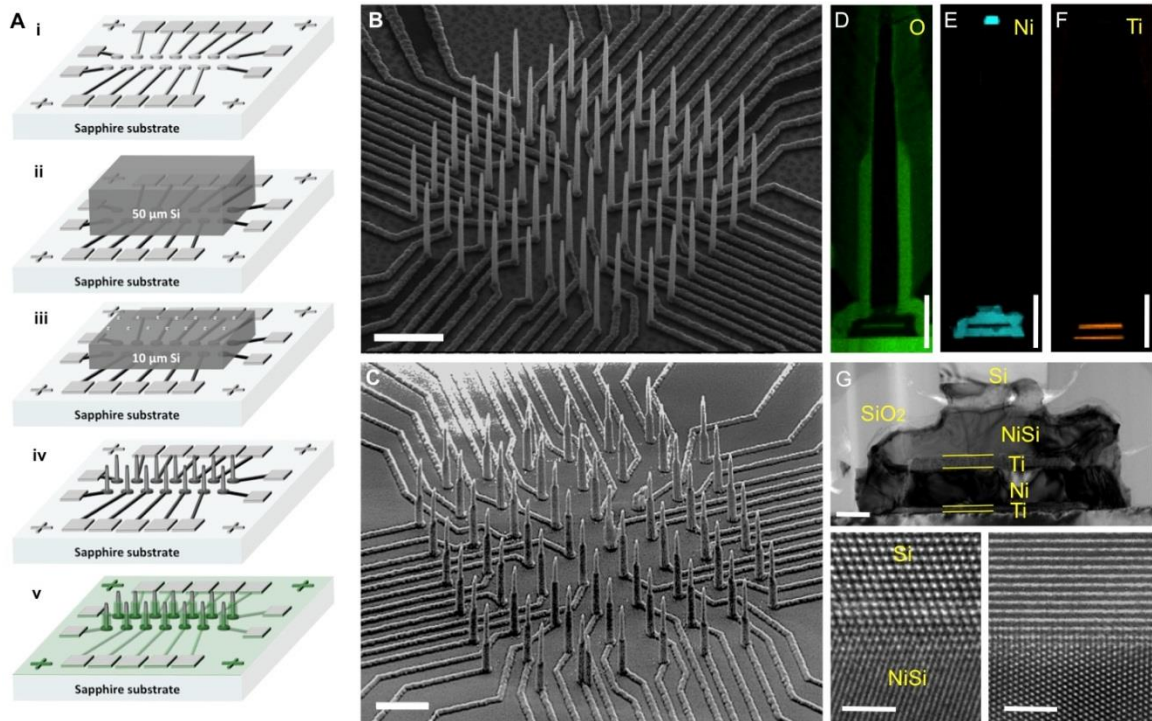 A
i
Sapphire substrate
ii
50 µm Si
Sapphire substrate
iii
10 µm Si
Sapphire substrate
iv
Sapphire substrate
v
Sapphire substrate
B
C
D
O
E
Ni
F
Ti
G
Si
SiO2
NiSi
Ti
Ni
Ti
Si
NiSi